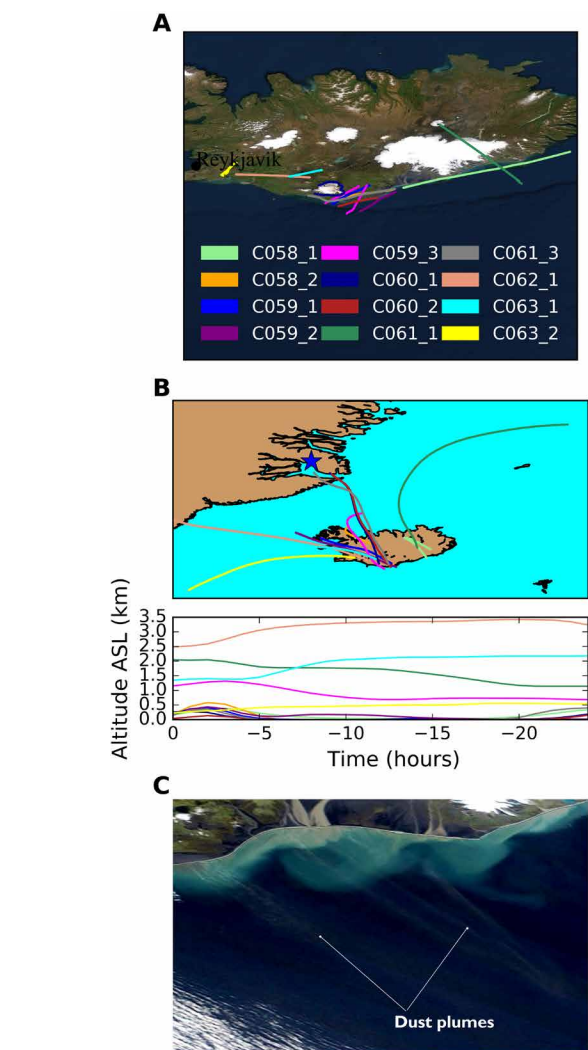 A
Reykjavik
C058_1 C059_3 C061_3
C058_2 C060_1 C062_1
C059_1 C060_2 C063_1
C059_2 C061_1 C063_2
B
Altitude ASL (km)
3.5
3.0
2.5
2.0
1.5
1.0
0.5
0.0
0 −5 −10 −15 −20
Time (hours)
C
Dust plumes